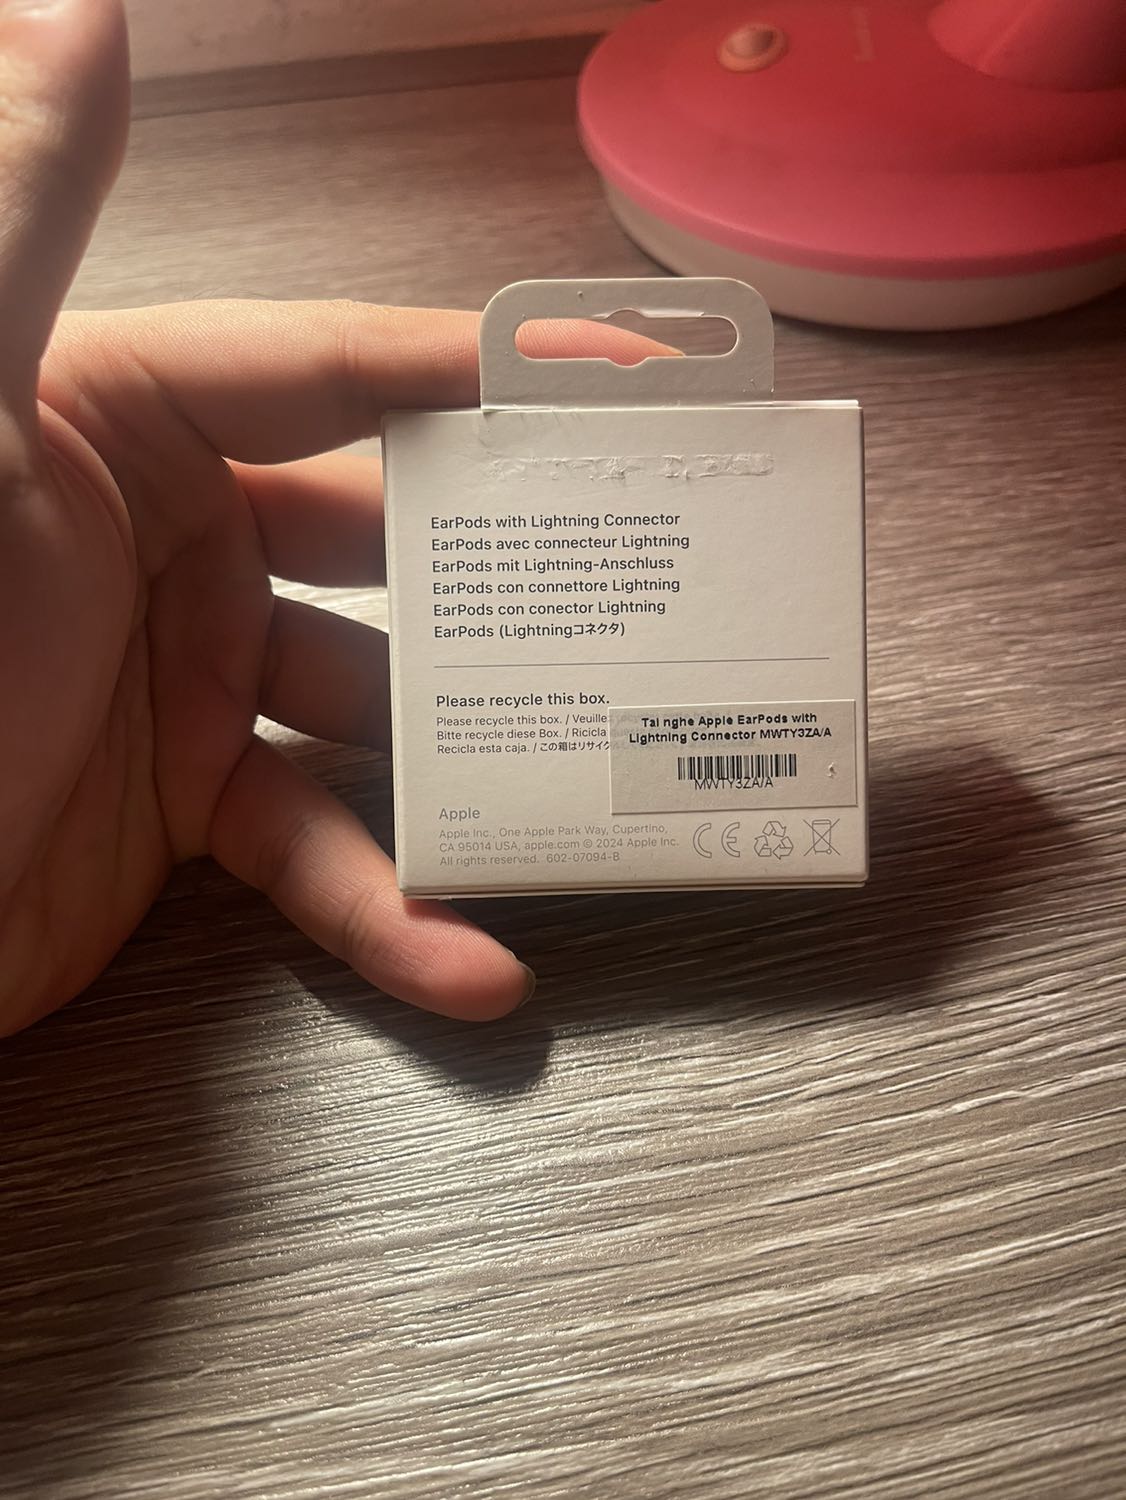 EarPods with Lightning Connector
EarPods avec connecteur Lightning
EarPods mit Lightning-Anschluss
EarPods con connettore Lightning
EarPods con conector Lightning
EarPods (Lightningコネクタ)
Please recycle this box.
Please recycle this box. / Veuille
Bitte recycle diese Box. / Ricicla
Recicla esta caja. / この箱はリサイク
Tai nghe Apple EarPods with
Lightning Connector MWTY3ZA/A
MWTY3ZA/A
Apple
Apple Inc., One Apple Park Way, Cupertino,
CA 95014 USA, apple.com © 2024 Apple Inc.
All rights reserved. 602-07094-B
CE